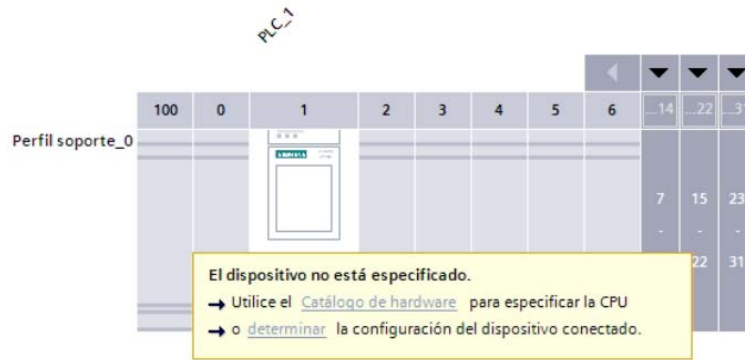 PLC_1
100 0 1 2 3 4 5 6 ...14 ...22 ...3
Perfil soporte_0
SIEMENS
7 15 23
- - -
22 31
El dispositivo no está especificado.
→ Utilice el Catálogo de hardware para especificar la CPU
→ o determinar la configuración del dispositivo conectado.